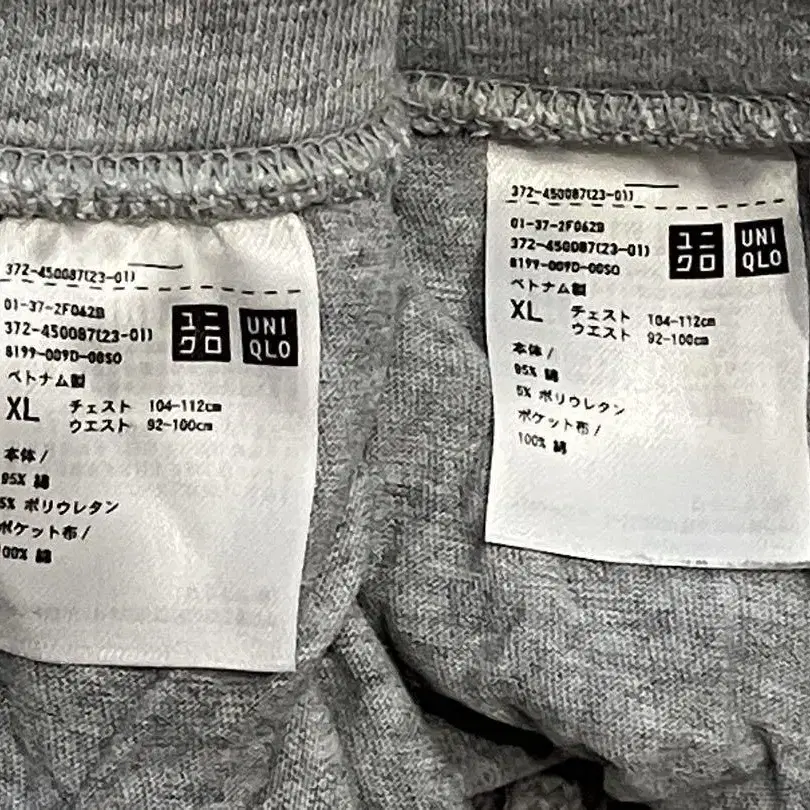 372-450087(23-01)
01-37-2F062B
372-450087(23-01)
8199-009D-00SO
ベトナム製
ユニ
クロ
UNI
QLO
XL チェスト 104-112cm
ウエスト 92-100cm
本体/
95% 綿
5% ポリウレタン
ポケット布/
100% 綿
372-450087(23-01)
01-37-2F062B
372-450087(23-01)
8199-009D-00SO
ベトナム製
ユニ
クロ
UNI
QLO
XL チェスト 104-112cm
ウエスト 92-100cm
本体/
95% 綿
5% ポリウレタン
ポケット布/
100% 綿